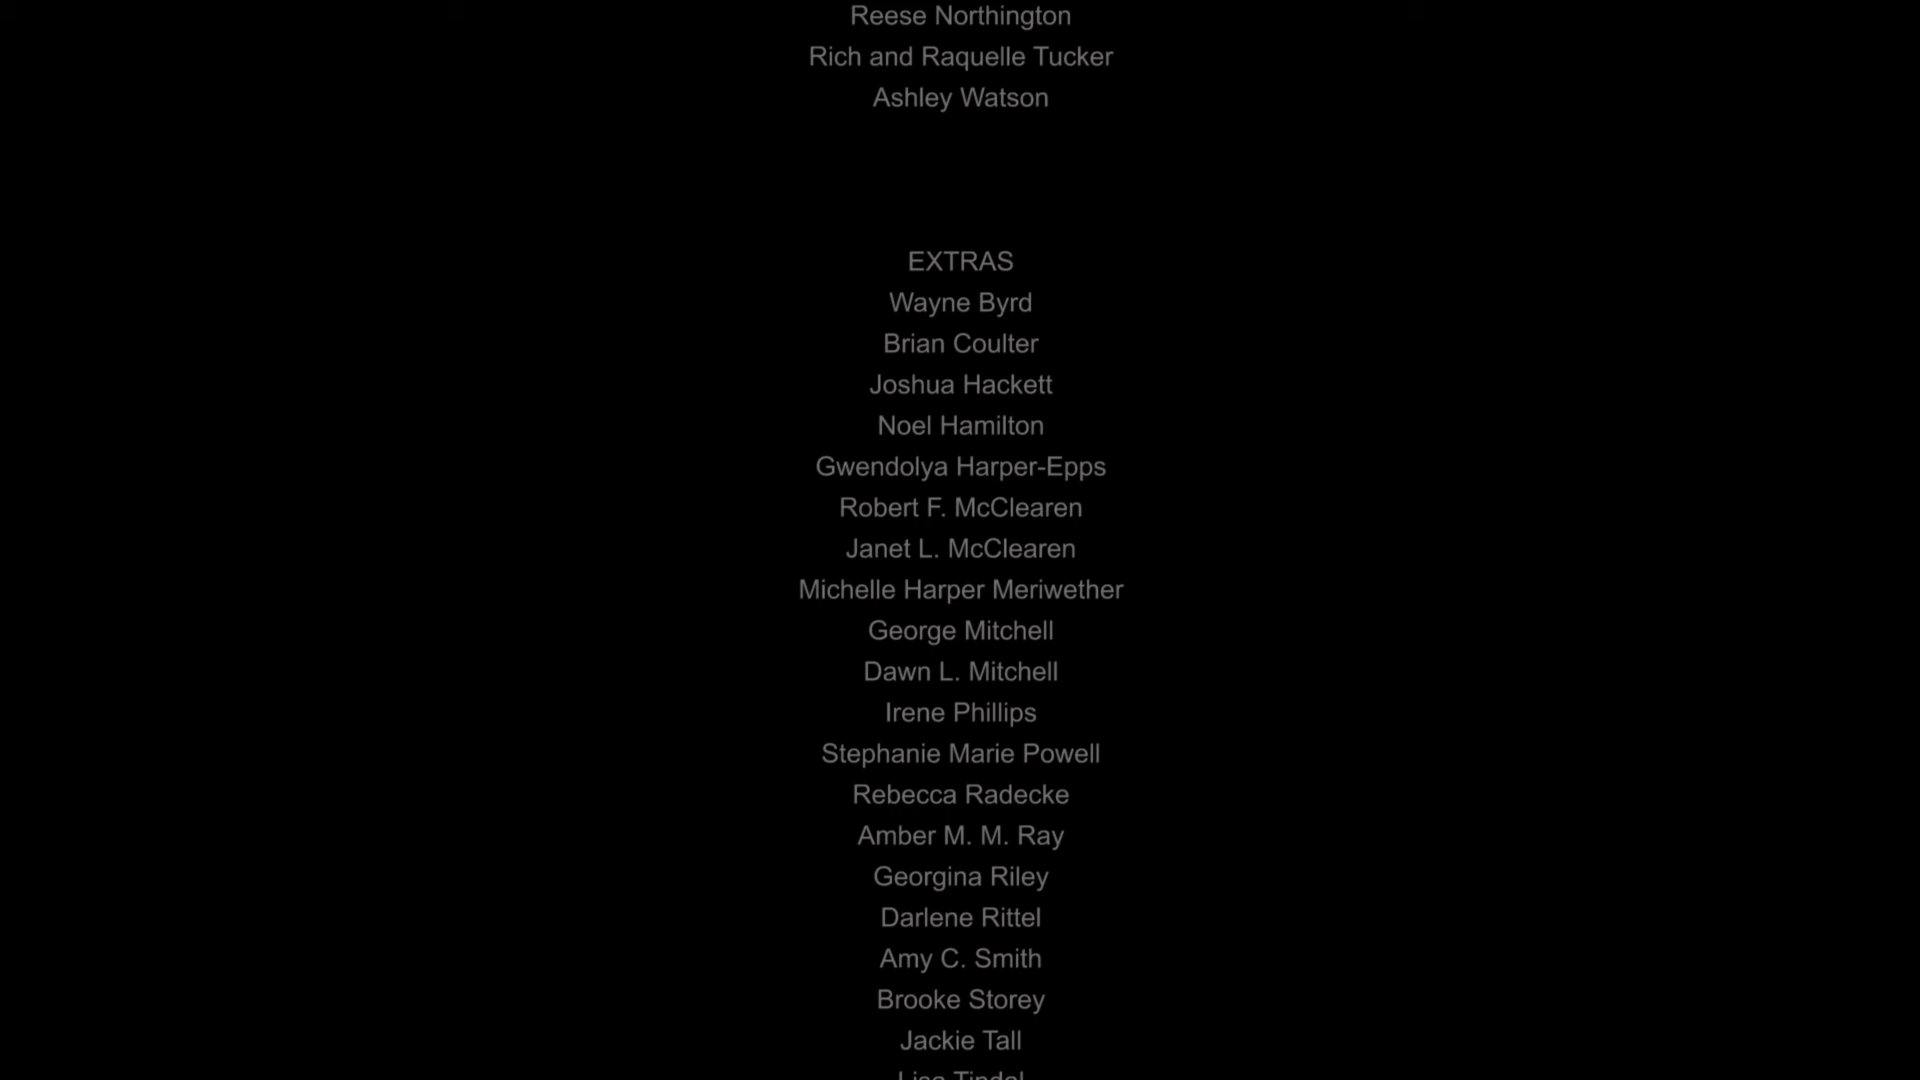 Reese Northington
Rich and Raquelle Tucker
Ashley Watson
EXTRAS
Wayne Byrd
Brian Coulter
Joshua Hackett
Noel Hamilton
Gwendolya Harper-Epps
Robert F. McClearen
Janet L. McClearen
Michelle Harper Meriwether
George Mitchell
Dawn L. Mitchell
Irene Phillips
Stephanie Marie Powell
Rebecca Radecke
Amber M. M. Ray
Georgina Riley
Darlene Rittel
Amy C. Smith
Brooke Storey
Jackie Tall
Lisa Tindal